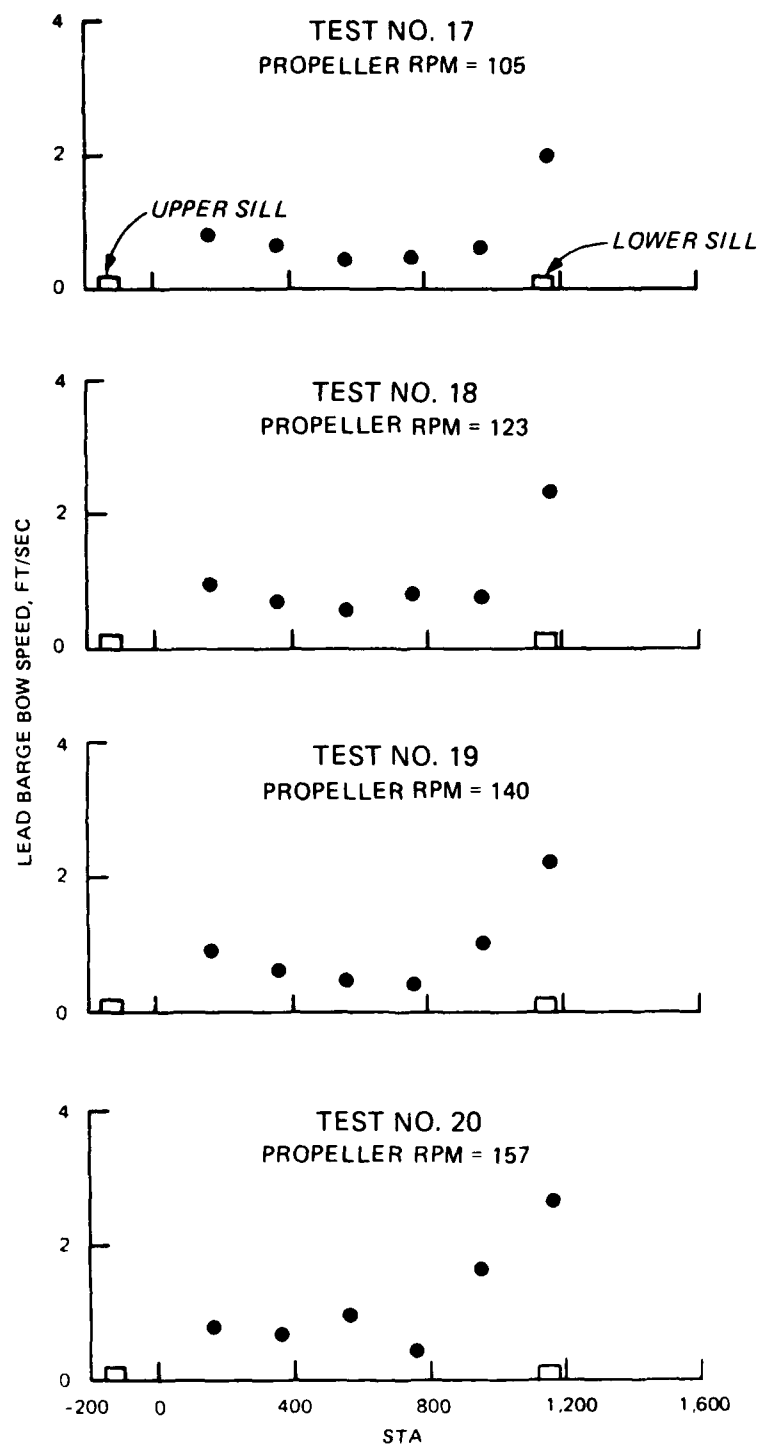 4
TEST NO. 17
PROPELLER RPM = 105
2
UPPER SILL
LOWER SILL
0
4
TEST NO. 18
PROPELLER RPM = 123
2
0
LEAD BARGE BOW SPEED, FT/SEC
4
TEST NO. 19
PROPELLER RPM = 140
2
0
4
TEST NO. 20
PROPELLER RPM = 157
2
0
-200 0 400 800 1,200 1,600
STA